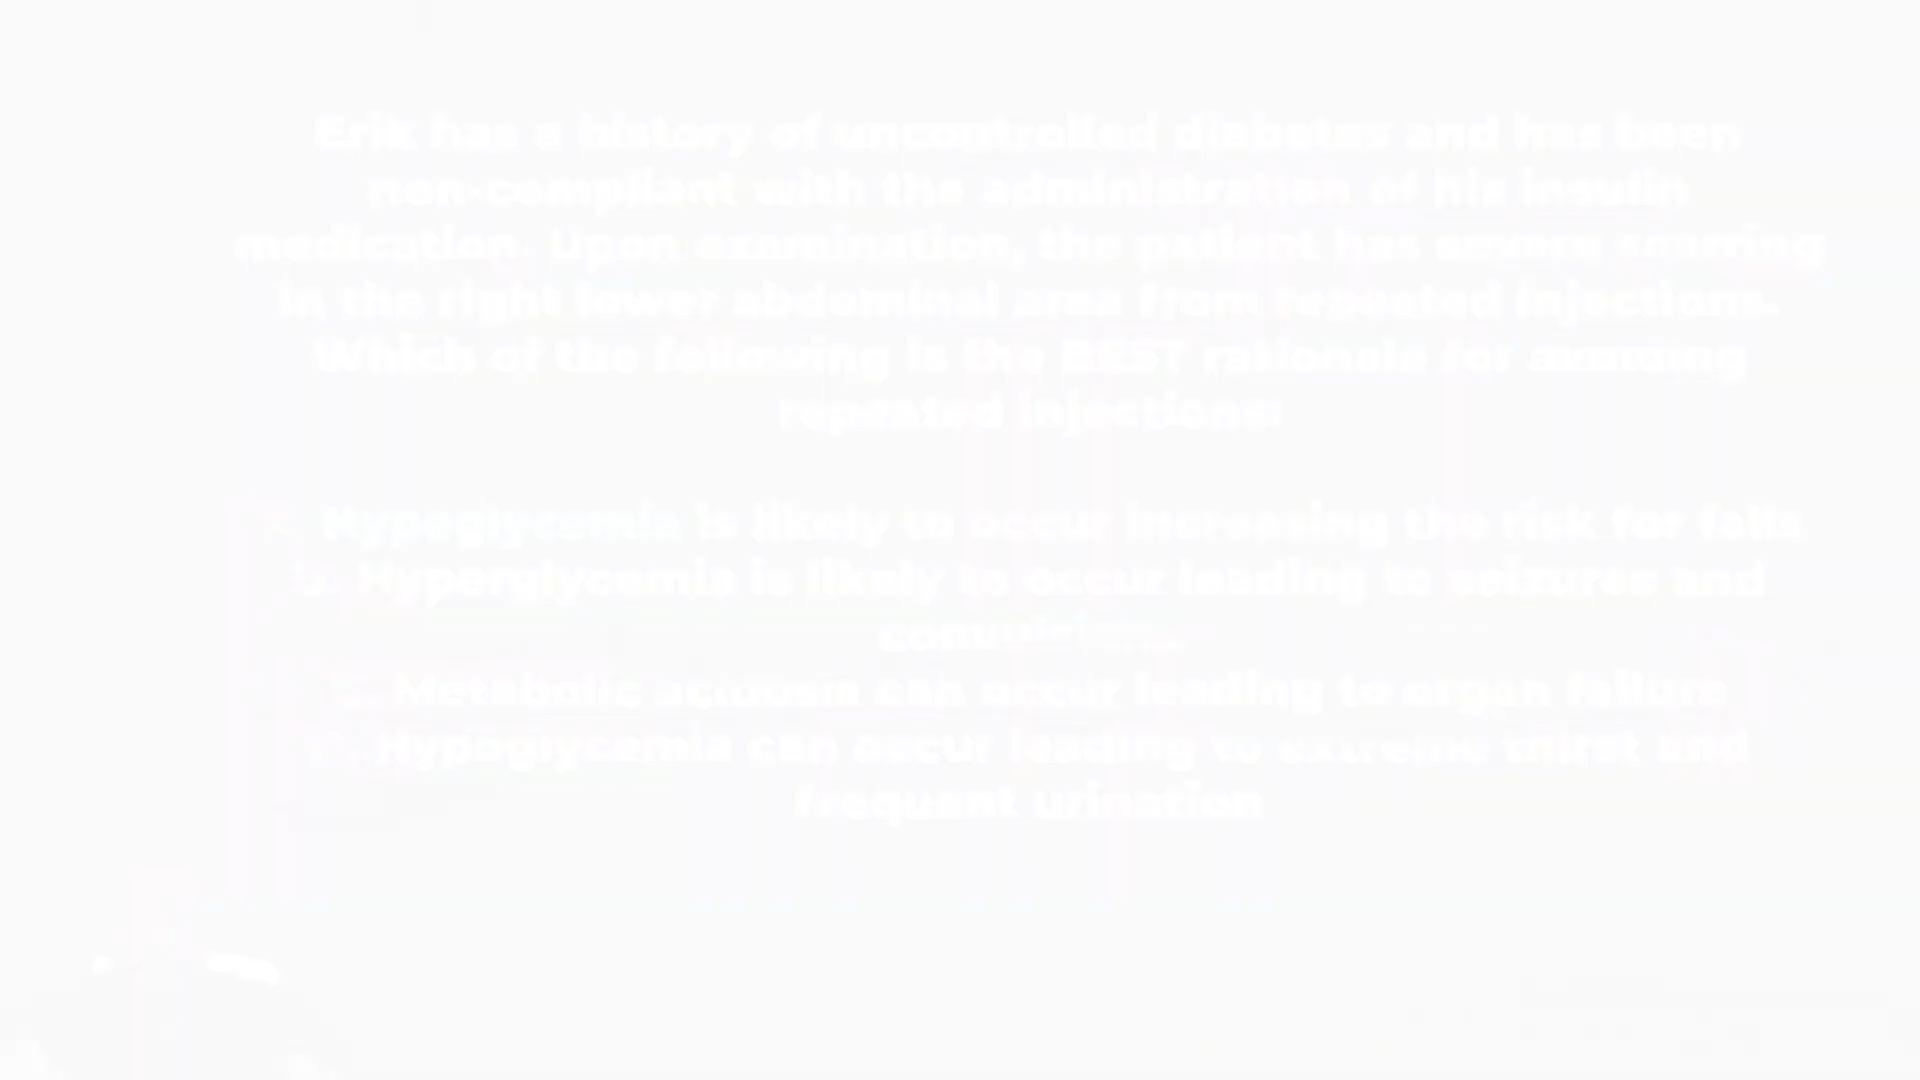 Erik has a history of uncontrolled diabetes and has been
non-compliant with the administration of his insulin
medication. Upon examination, the patient has severe scarring
in the right lower abdominal area from repeated injections.
Which of the following is the BEST rationale for avoiding
repeated injections:
Hypoglycemia is likely to occur increasing the risk for falls
Hyperglycemia is likely to occur leading to seizures and
Metabolic acidosis can occur leading to organ failure
Hypoglycemia can occur leading to extreme thirst and
frequent urination